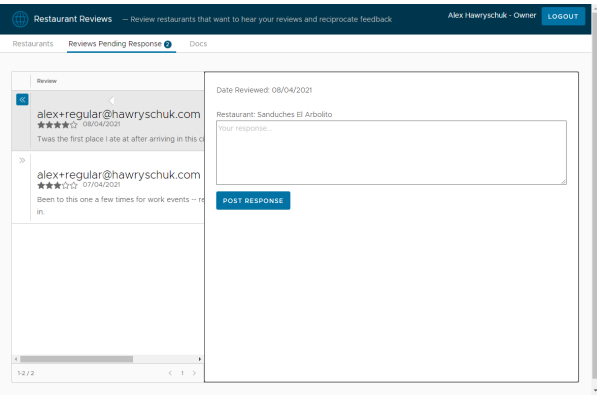 Restaurant Reviews — Review restaurants that want to hear your reviews and reciprocate feedback
Alex Hawryschuk - Owner LOGOUT
Restaurants Reviews Pending Response 2 Docs
Review
alex+regular@hawryschuk.com
08/04/2021
Twas the first place I ate at after arriving in this ci
alex+regular@hawryschuk.com
07/04/2021
Been to this one a few times for work events -- re
in.
1-2 / 2
1
Date Reviewed: 08/04/2021
Restaurant: Sanduches El Arbolito
Your response...
POST RESPONSE